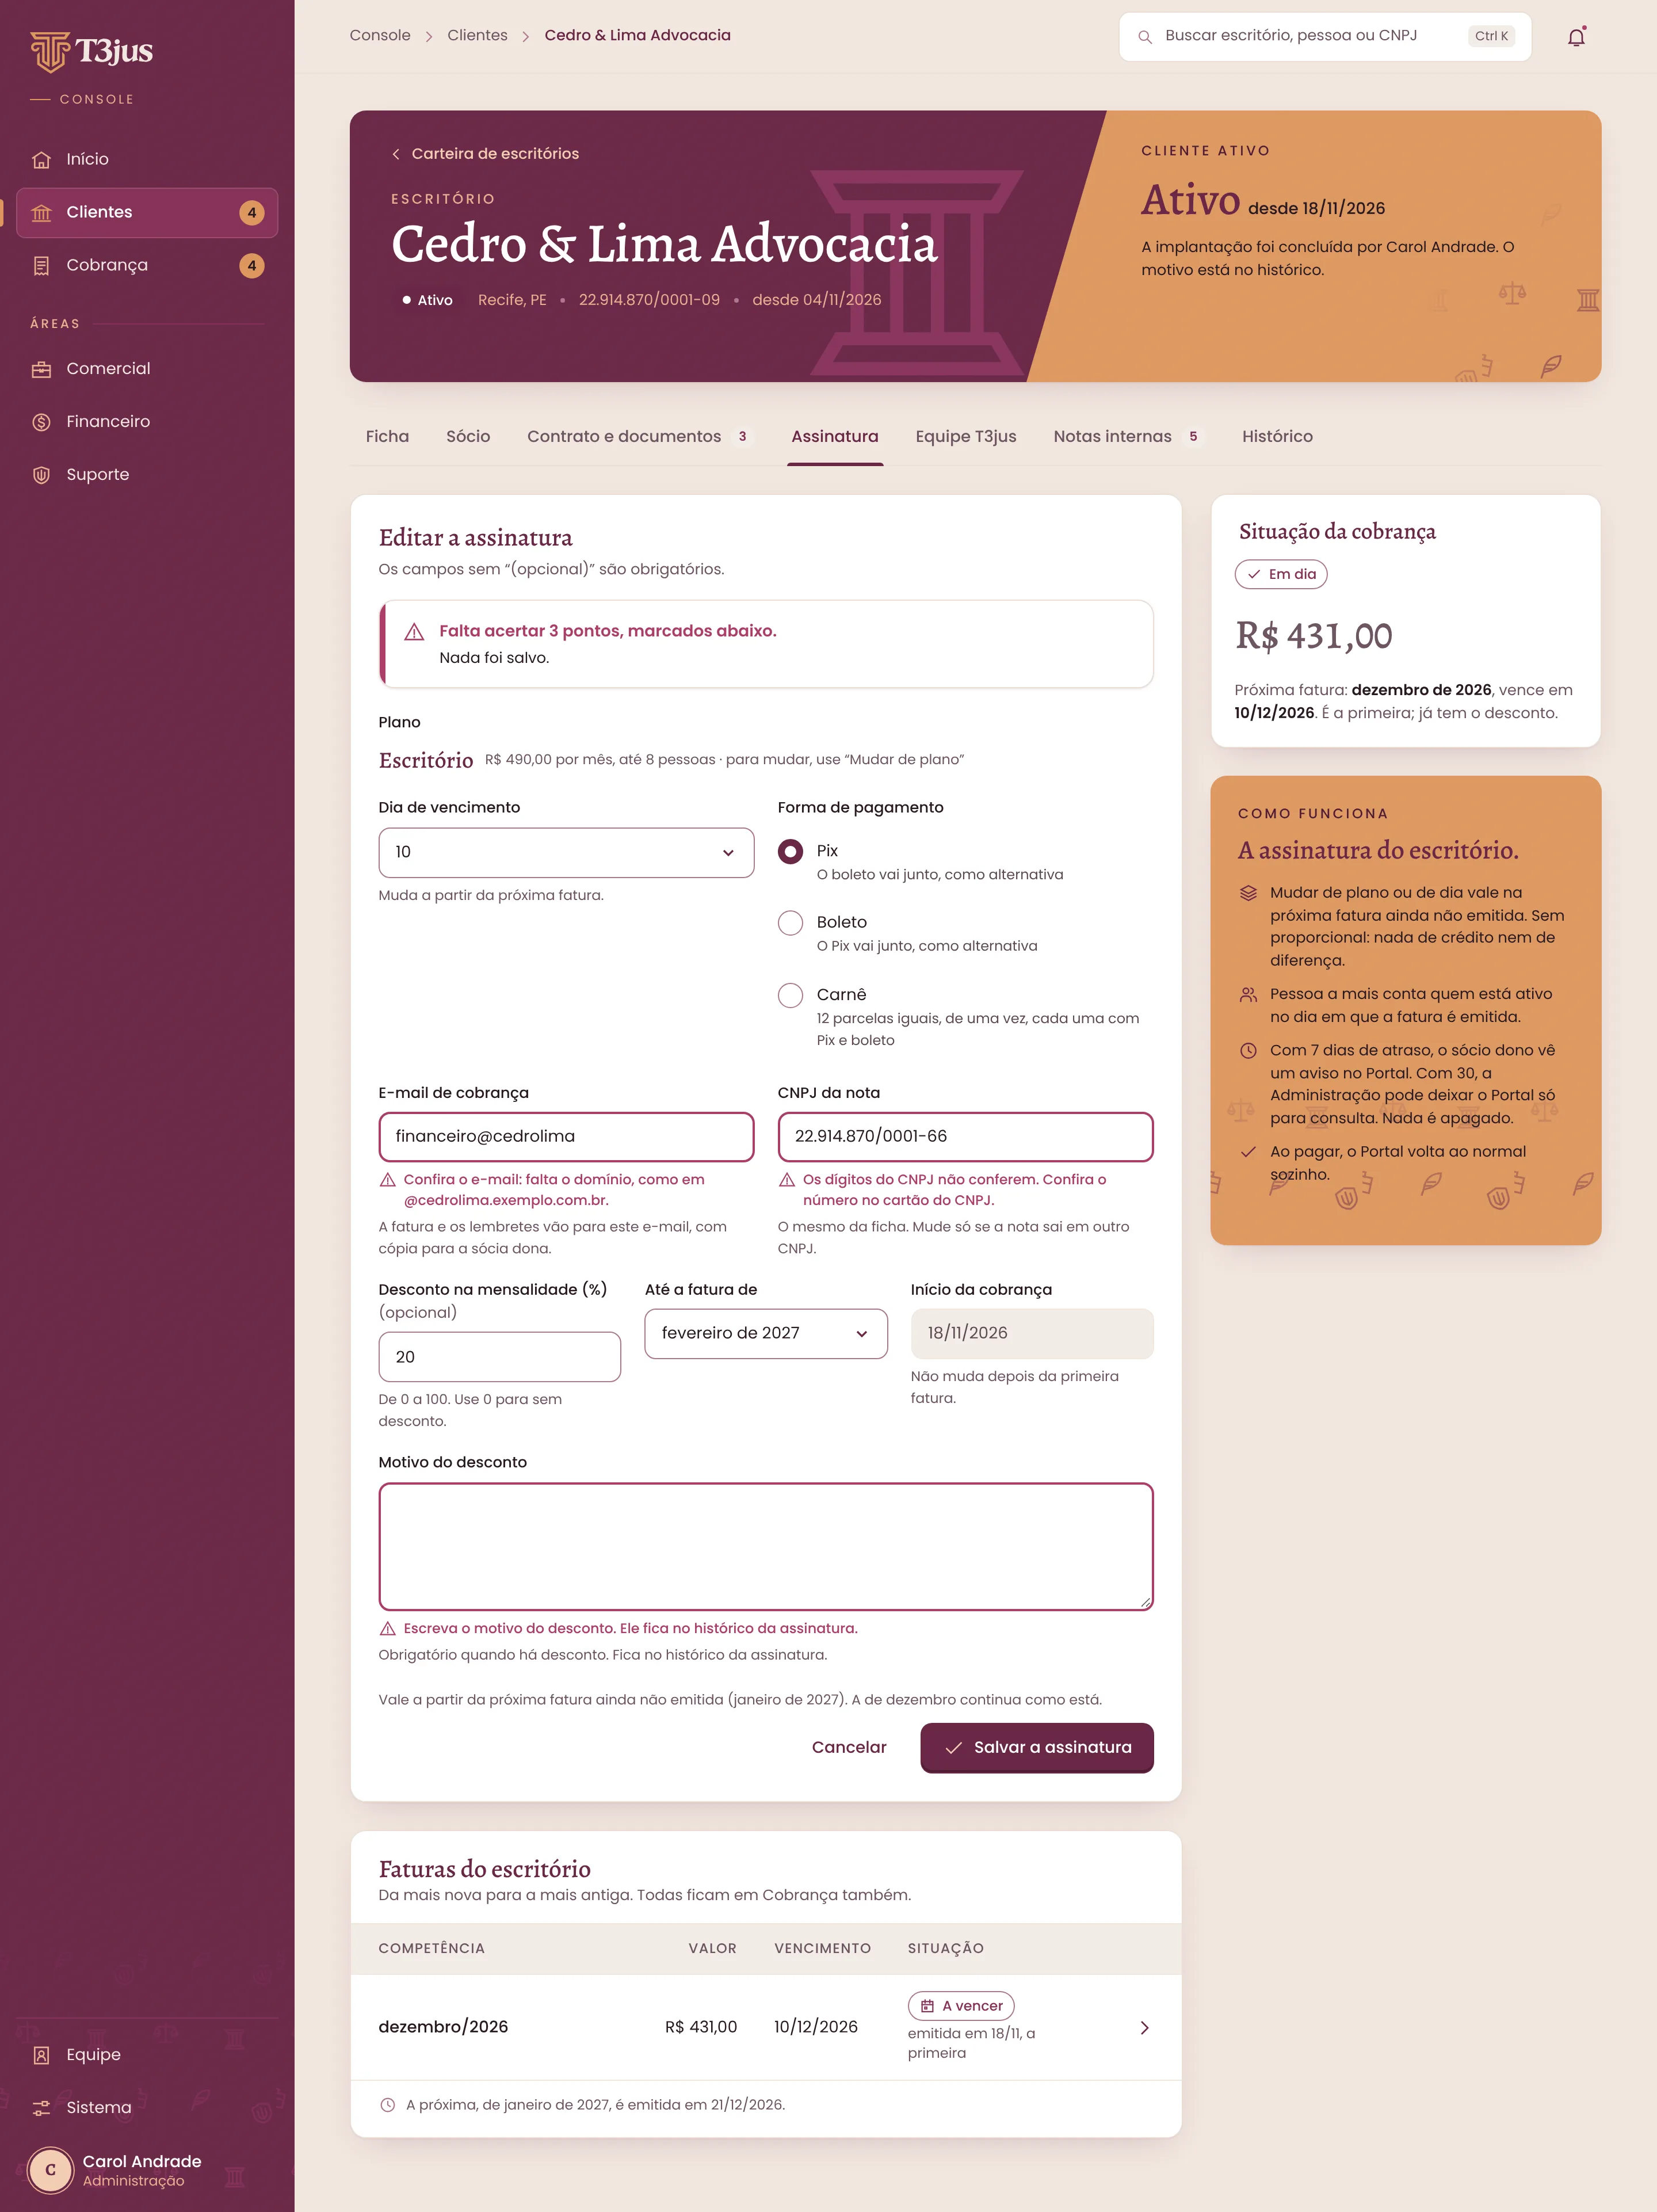 T3jus
CONSOLE
Início
Clientes 4
Cobrança 4
ÁREAS
Comercial
Financeiro
Suporte
Equipe
Sistema
C
Carol Andrade
Administração
Console > Clientes > Cedro & Lima Advocacia
Buscar escritório, pessoa ou CNPJ Ctrl K
Carteira de escritórios
ESCRITÓRIO
Cedro & Lima Advocacia
Ativo Recife, PE • 22.914.870/0001-09 • desde 04/11/2026
CLIENTE ATIVO
Ativo desde 18/11/2026
A implantação foi concluída por Carol Andrade. O
motivo está no histórico.
Ficha Sócio Contrato e documentos 3 Assinatura Equipe T3jus Notas internas 5 Histórico
Editar a assinatura
Os campos sem “(opcional)” são obrigatórios.
Falta acertar 3 pontos, marcados abaixo.
Nada foi salvo.
Plano
Escritório R$ 490,00 por mês, até 8 pessoas · para mudar, use “Mudar de plano”
Dia de vencimento
10
Muda a partir da próxima fatura.
Forma de pagamento
Pix
O boleto vai junto, como alternativa
Boleto
O Pix vai junto, como alternativa
Carnê
12 parcelas iguais, de uma vez, cada uma com
Pix e boleto
E-mail de cobrança
financeiro@cedrolima
Confira o e-mail: falta o domínio, como em
@cedrolima.exemplo.com.br.
A fatura e os lembretes vão para este e-mail, com
cópia para a sócia dona.
CNPJ da nota
22.914.870/0001-66
Os dígitos do CNPJ não conferem. Confira o
número no cartão do CNPJ.
O mesmo da ficha. Mude só se a nota sai em outro
CNPJ.
Desconto na mensalidade (%)
(opcional)
20
De 0 a 100. Use 0 para sem
desconto.
Até a fatura de
fevereiro de 2027
Início da cobrança
18/11/2026
Não muda depois da primeira
fatura.
Motivo do desconto
Escreva o motivo do desconto. Ele fica no histórico da assinatura.
Obrigatório quando há desconto. Fica no histórico da assinatura.
Vale a partir da próxima fatura ainda não emitida (janeiro de 2027). A de dezembro continua como está.
Cancelar
Salvar a assinatura
Faturas do escritório
Da mais nova para a mais antiga. Todas ficam em Cobrança também.
COMPETÊNCIA VALOR VENCIMENTO SITUAÇÃO
dezembro/2026 R$ 431,00 10/12/2026 A vencer
emitida em 18/11, a
primeira
A próxima, de janeiro de 2027, é emitida em 21/12/2026.
Situação da cobrança
Em dia
R$ 431,00
Próxima fatura: dezembro de 2026, vence em
10/12/2026. É a primeira; já tem o desconto.
COMO FUNCIONA
A assinatura do escritório.
Mudar de plano ou de dia vale na
próxima fatura ainda não emitida. Sem
proporcional: nada de crédito nem de
diferença.
Pessoa a mais conta quem está ativo
no dia em que a fatura é emitida.
Com 7 dias de atraso, o sócio dono vê
um aviso no Portal. Com 30, a
Administração pode deixar o Portal só
para consulta. Nada é apagado.
Ao pagar, o Portal volta ao normal
sozinho.